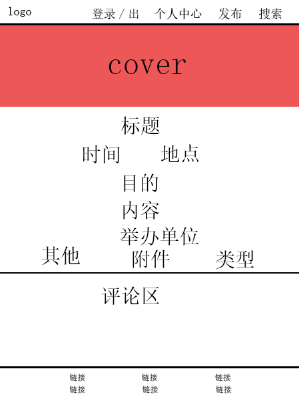 logo 登录／出 个人中心 发布 搜索
cover
标题
时间 地点
目的
内容
举办单位
其他 附件 类型
评论区
链接 链接 链接
链接 链接 链接